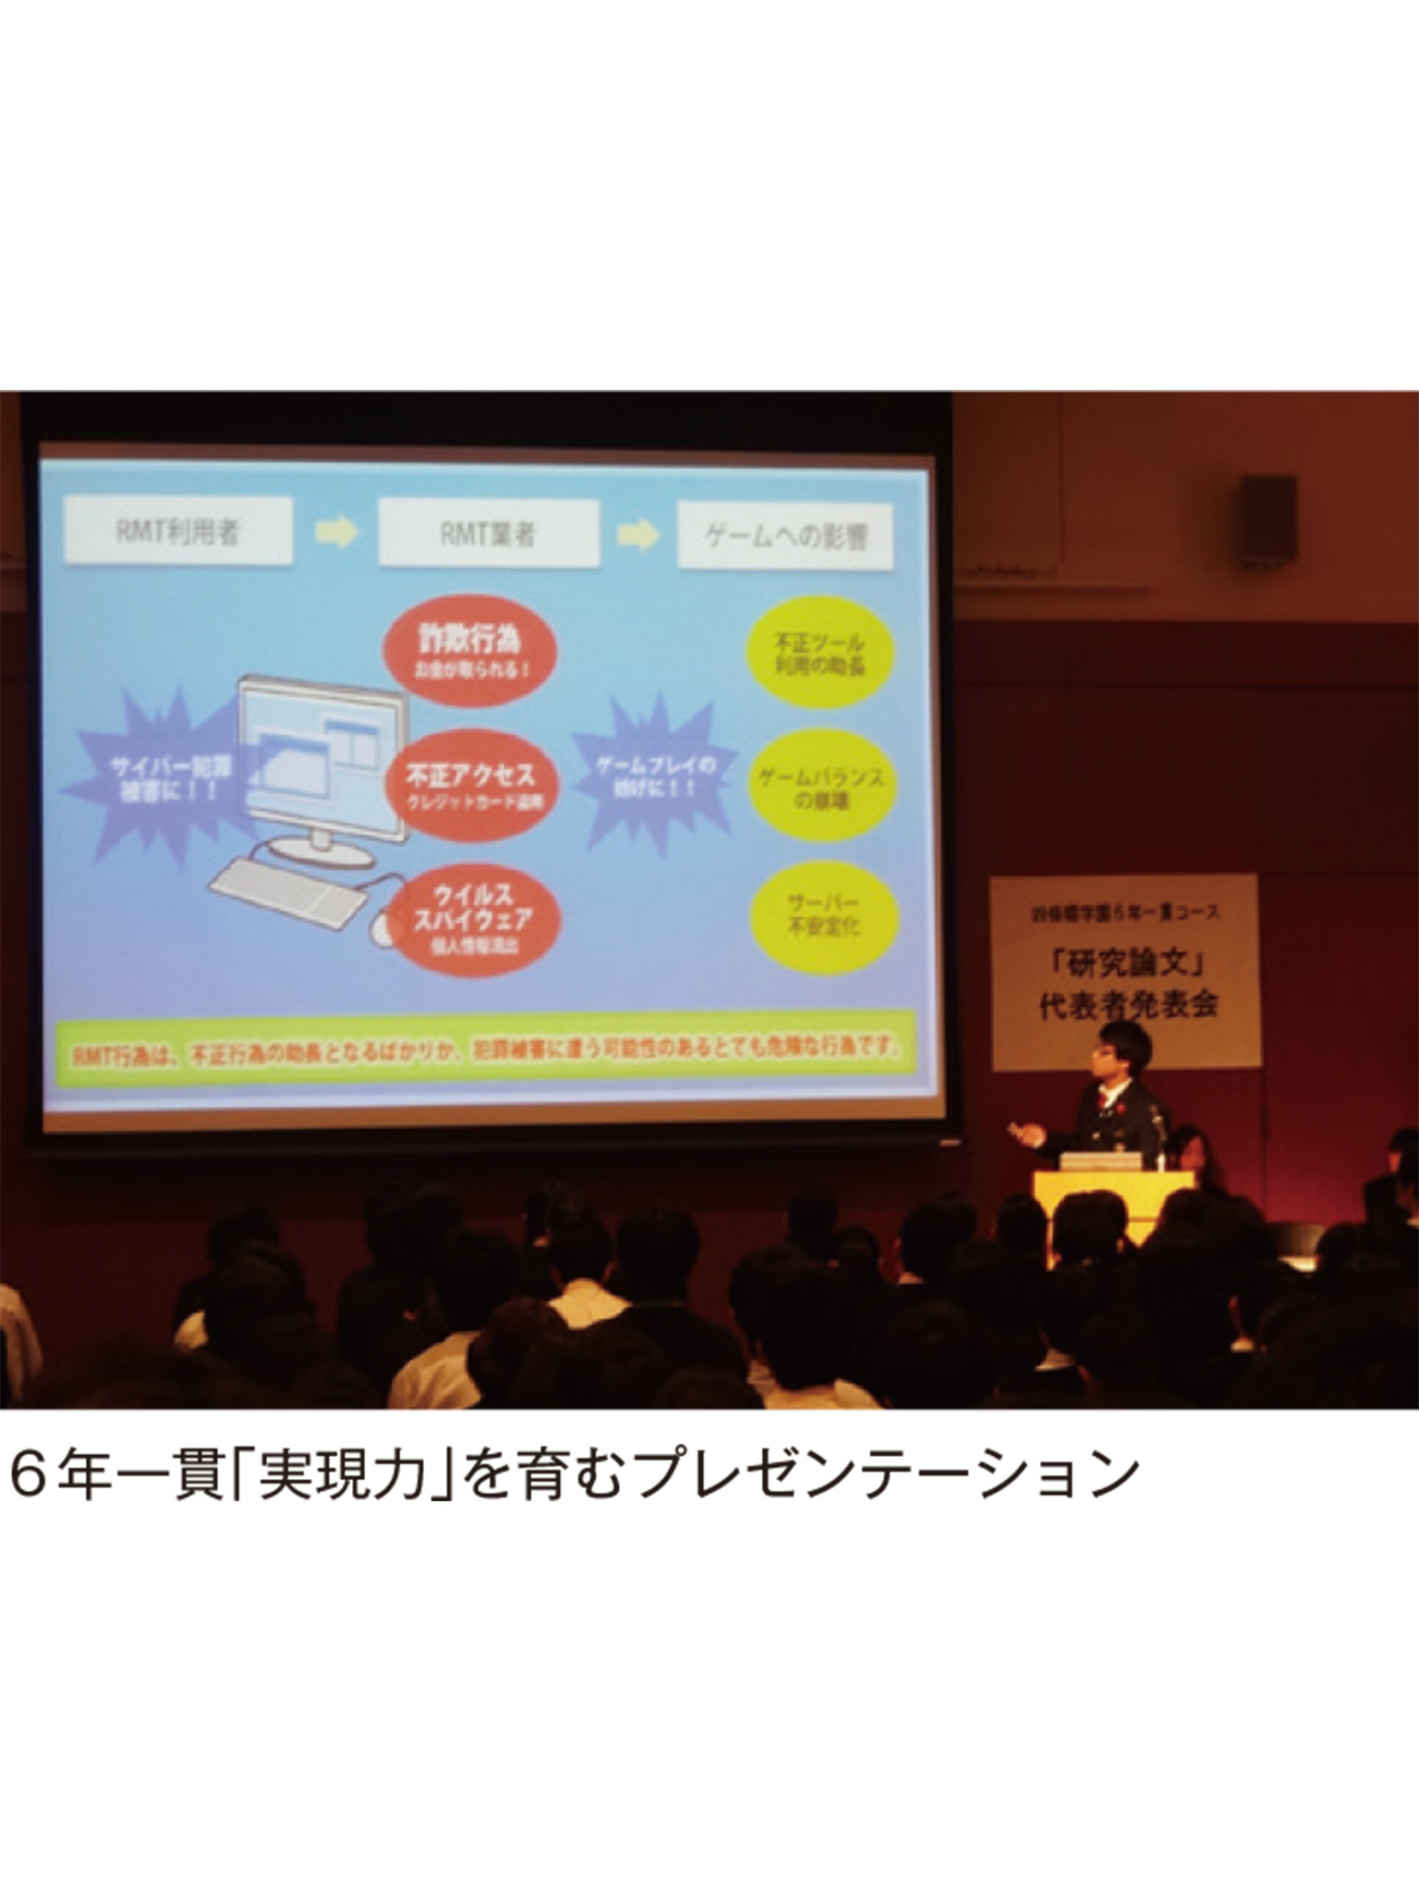 RMT利用者
RMT業者
ゲームへの影響
サイバー犯罪
被害に！！
詐欺行為
お金が取られる！
不正アクセス
クレジットカード盗用
ウイルス
スパイウェア
個人情報流出
ゲームプレイの
妨げに！！
不正ツール
利用の助長
ゲームバランス
の崩壊
サーバー
不安定化
RMT行為は、不正行為の助長となるばかりか、犯罪被害に遭う可能性のあるとても危険な行為です。
四條畷学園６年一貫コース
「研究論文」
代表者発表会
６年一貫「実現力」を育むプレゼンテーション